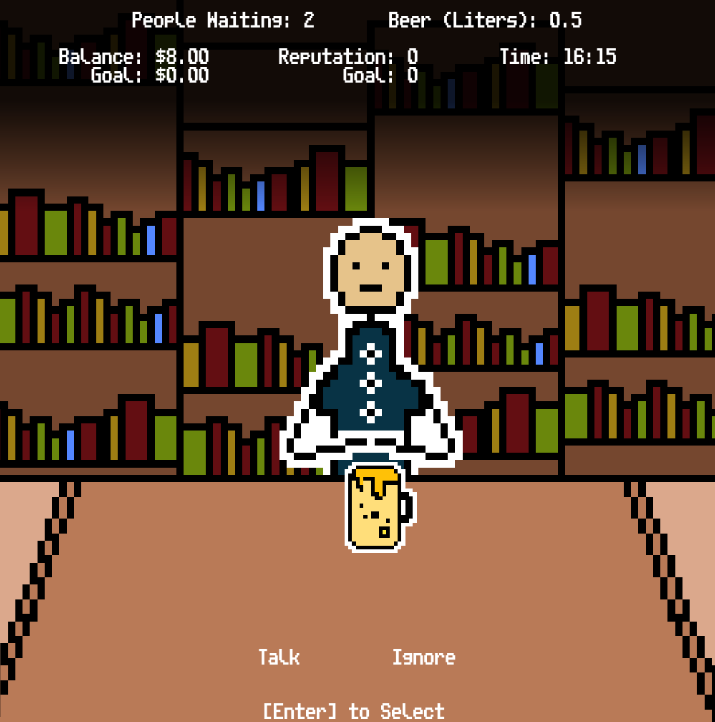 People Waiting: 2 Beer (Liters): 0.5
Balance: $8.00 Reputation: 0 Time: 16:15
Goal: $0.00 Goal: 0
Talk Ignore
[Enter] to Select